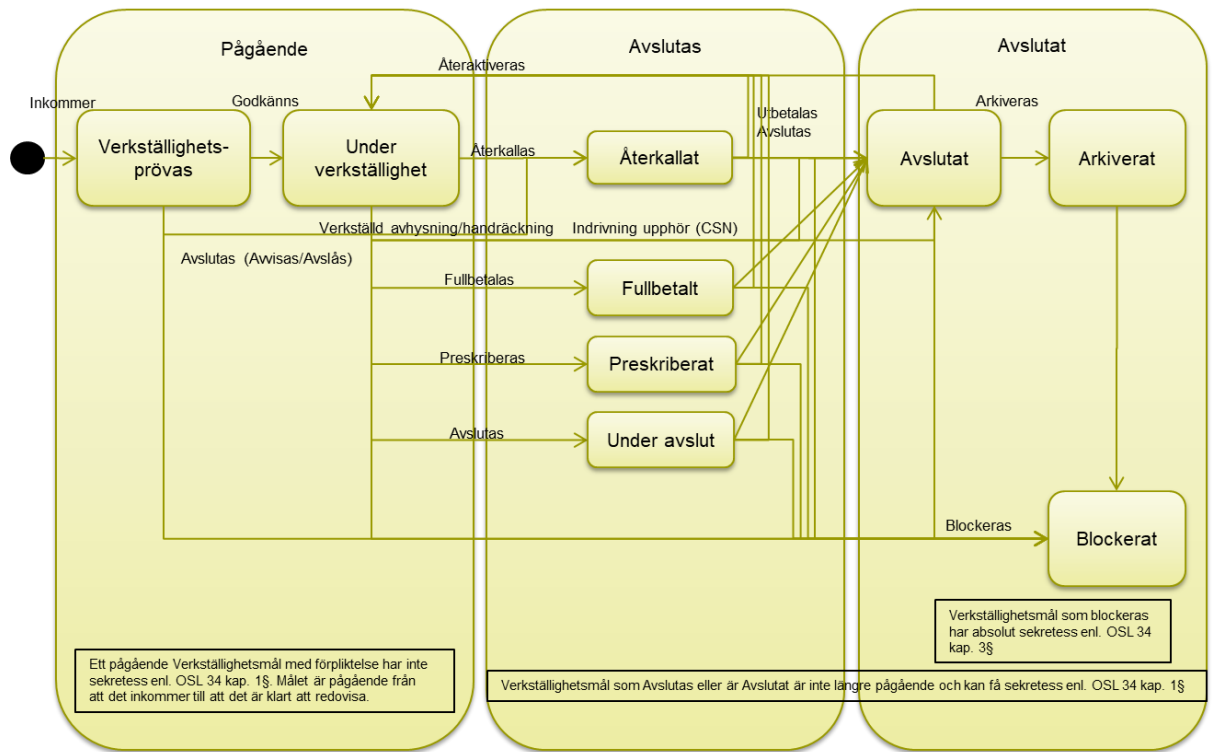 Pågående
Avslutas
Avslutat
Återaktiveras
Inkommer
Godkänns
Utbetalas
Avslutas
Arkiveras
Verkställighets-
prövas
Under
verkställighet
Återkallas
Återkallat
Avslutat
Arkiverat
Verkställd avhysning/handräckning
Indrivning upphör (CSN)
Avslutas (Avvisas/Avslås)
Fullbetalas
Fullbetalt
Preskriberas
Preskriberat
Avslutas
Under avslut
Blockeras
Blockerat
Verkställighetsmål som blockeras
har absolut sekretess enl. OSL 34
kap. 3§
Ett pågående Verkställighetsmål med förpliktelse har inte
sekretess enl. OSL 34 kap. 1§. Målet är pågående från
att det inkommer till att det är klart att redovisa.
Verkställighetsmål som Avslutas eller är Avslutat är inte längre pågående och kan få sekretess enl. OSL 34 kap. 1§